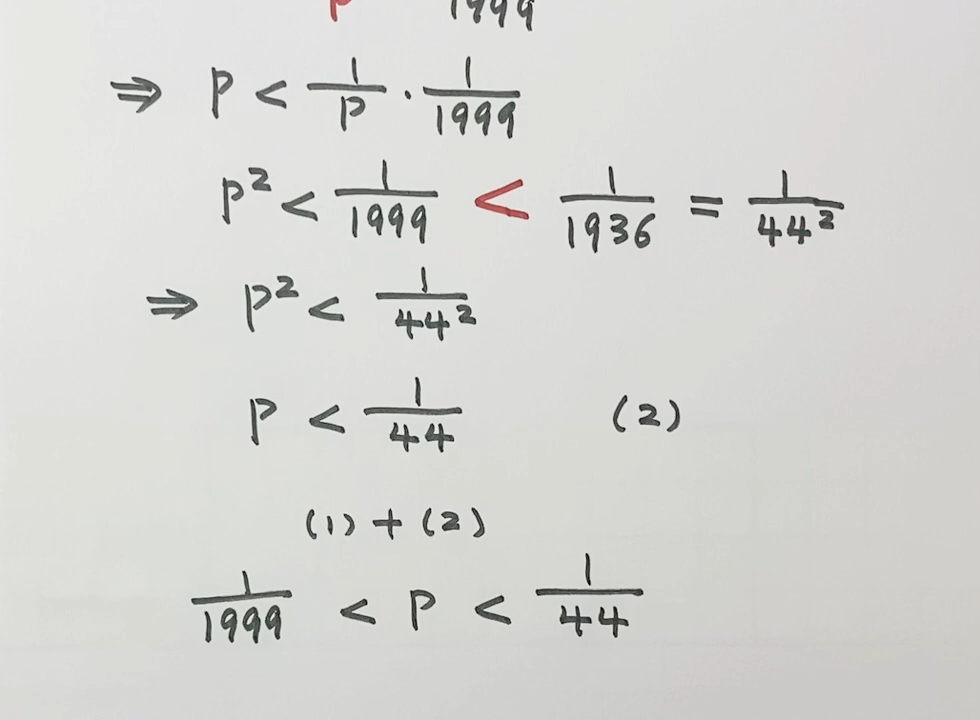 P 1999
⇒ P < 1/P · 1/1999
P² < 1/1999 < 1/1936 = 1/44²
⇒ P² < 1/44²
P < 1/44 (2)
(1) + (2)
1/1999 < P < 1/44